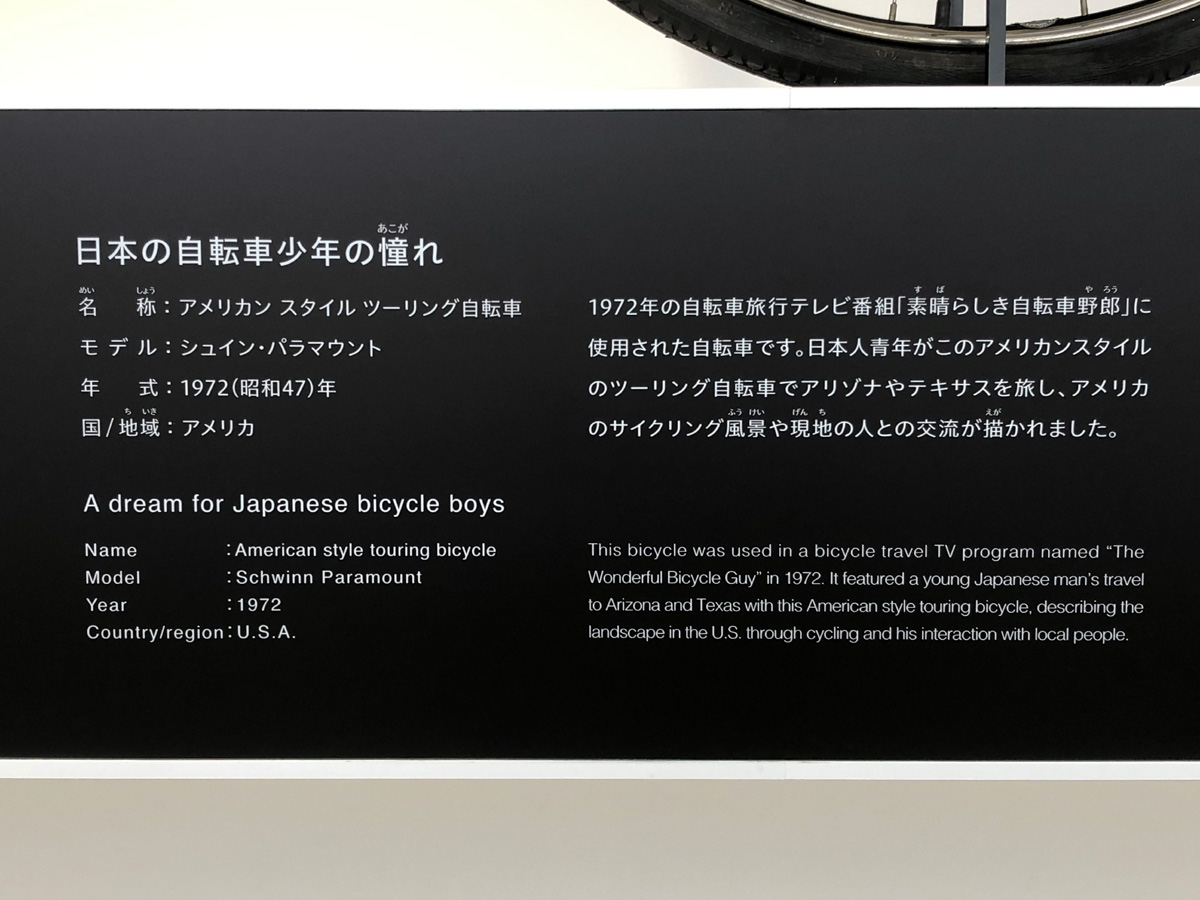 日本の自転車少年の憧れ
名　称：アメリカン スタイル ツーリング自転車
モデル：シュイン・パラマウント
年　式：1972(昭和47)年
国/地域：アメリカ
1972年の自転車旅行テレビ番組「素晴らしき自転車野郎」に
使用された自転車です。日本人青年がこのアメリカンスタイル
のツーリング自転車でアリゾナやテキサスを旅し、アメリカ
のサイクリング風景や現地の人との交流が描かれました。
A dream for Japanese bicycle boys
Name :American style touring bicycle
Model :Schwinn Paramount
Year :1972
Country/region:U.S.A.
This bicycle was used in a bicycle travel TV program named “The
Wonderful Bicycle Guy” in 1972. It featured a young Japanese man’s travel
to Arizona and Texas with this American style touring bicycle, describing the
landscape in the U.S. through cycling and his interaction with local people.